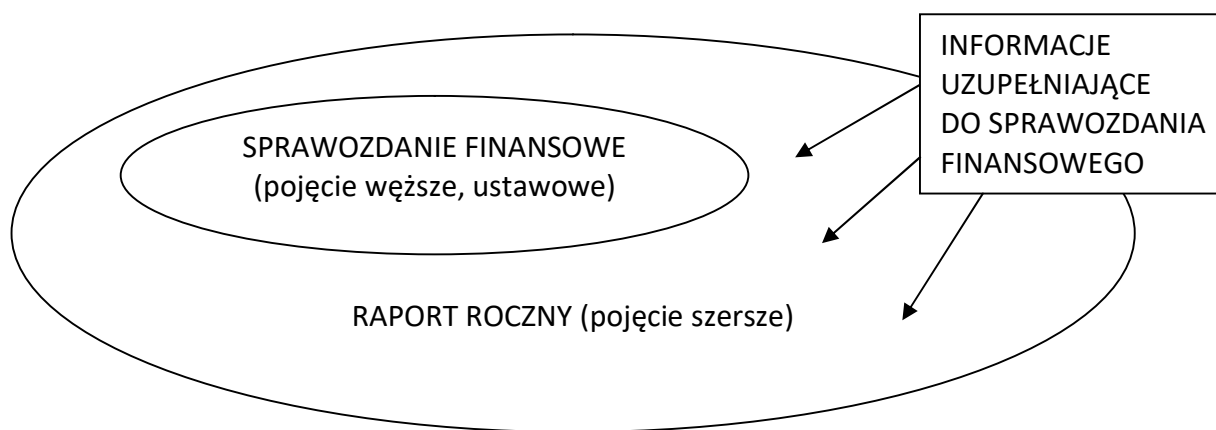 SPRAWOZDANIE FINANSOWE
(pojęcie węższe, ustawowe)
RAPORT ROCZNY (pojęcie szersze)
INFORMACJE
UZUPEŁNIAJĄCE
DO SPRAWOZDANIA
FINANSOWEGO